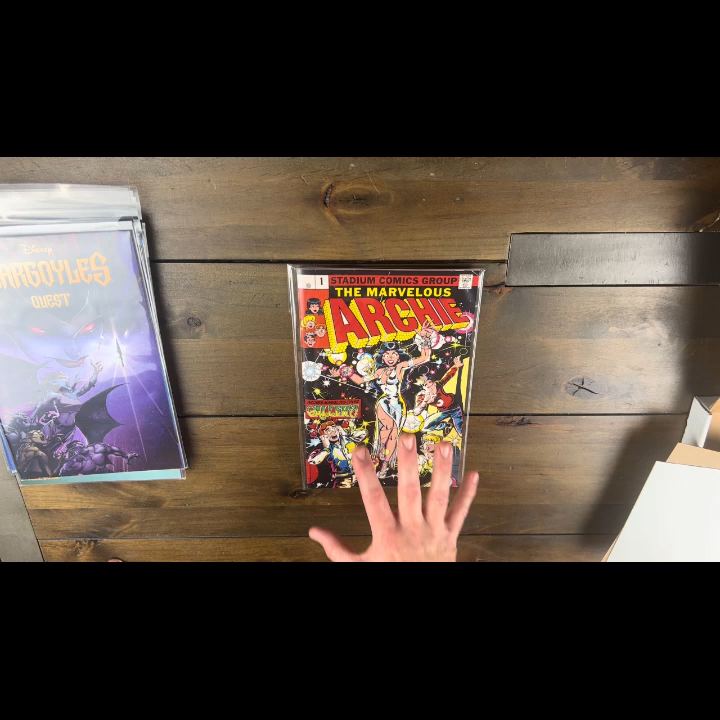 Disney
GARGOYLES
QUEST
1
STADIUM COMICS GROUP
THE MARVELOUS
ARCHIE